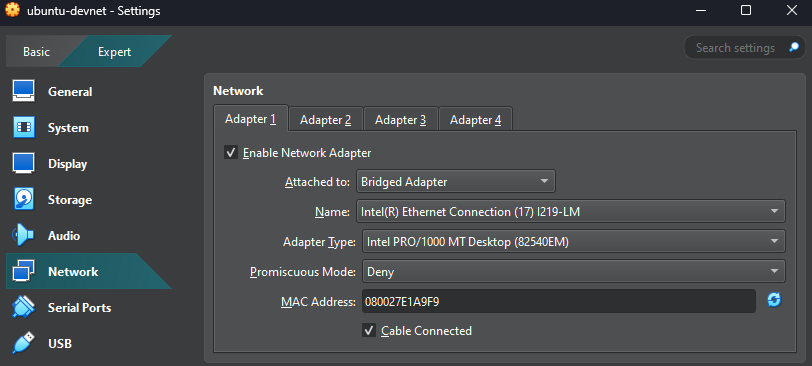 ubuntu-devnet - Settings
Basic Expert Search settings
General
System
Display
Storage
Audio
Network
Serial Ports
USB
Network
Adapter 1 Adapter 2 Adapter 3 Adapter 4
Enable Network Adapter
Attached to: Bridged Adapter
Name: Intel(R) Ethernet Connection (17) I219-LM
Adapter Type: Intel PRO/1000 MT Desktop (82540EM)
Promiscuous Mode: Deny
MAC Address: 080027E1A9F9
Cable Connected